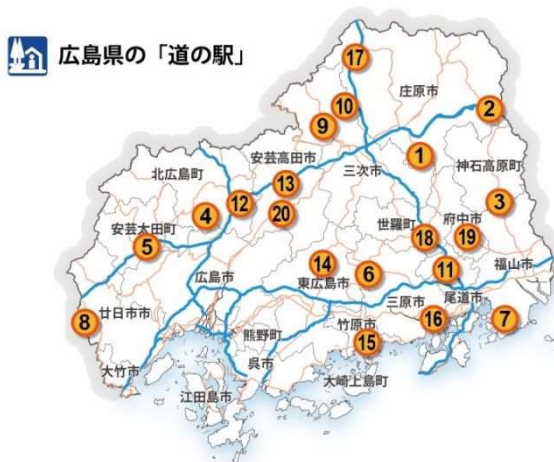 広島県の「道の駅」
17
庄原市
10
2
9
1
安芸高田市
三次市
神石高原町
北広島町
13
12
3
4
20
世羅町
府中市
安芸太田町
5
18
19
広島市
14
6
11
福山市
東広島市
尾道市
8
廿日市市
三原市
16
7
熊野町
竹原市
15
大竹市
呉市
大崎上島町
江田島市